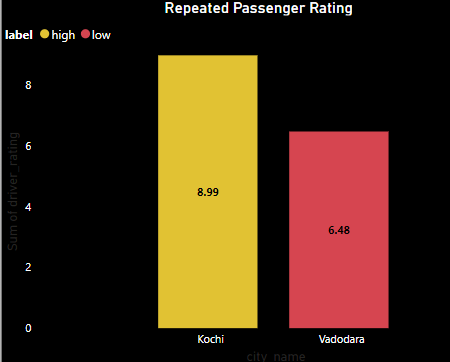 Repeated Passenger Rating
label high low
8
6
4
2
0
Sum of driver_rating
8.99
6.48
Kochi Vadodara
city_name